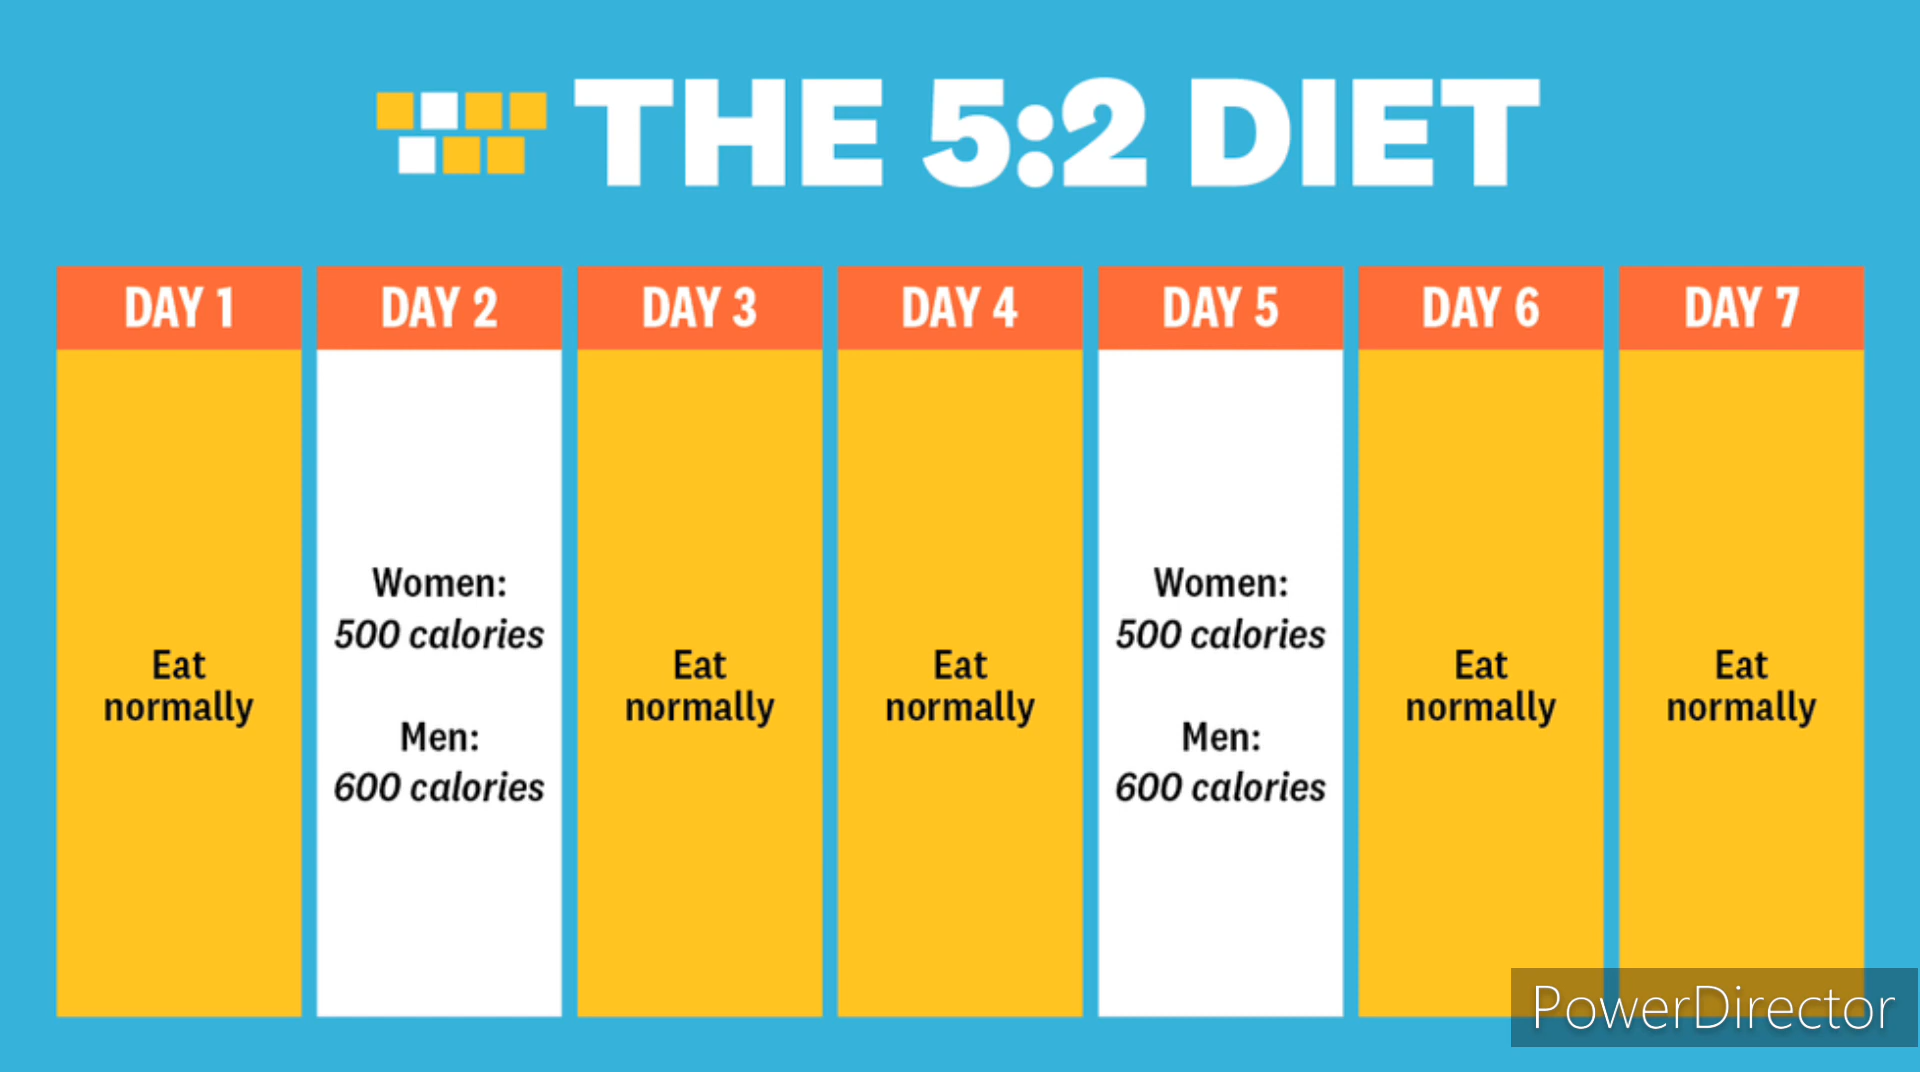 THE 5:2 DIET
DAY 1
Eat
normally
DAY 2
Women:
500 calories
Men:
600 calories
DAY 3
Eat
normally
DAY 4
Eat
normally
DAY 5
Women:
500 calories
Men:
600 calories
DAY 6
Eat
normally
DAY 7
Eat
normally
PowerDirector